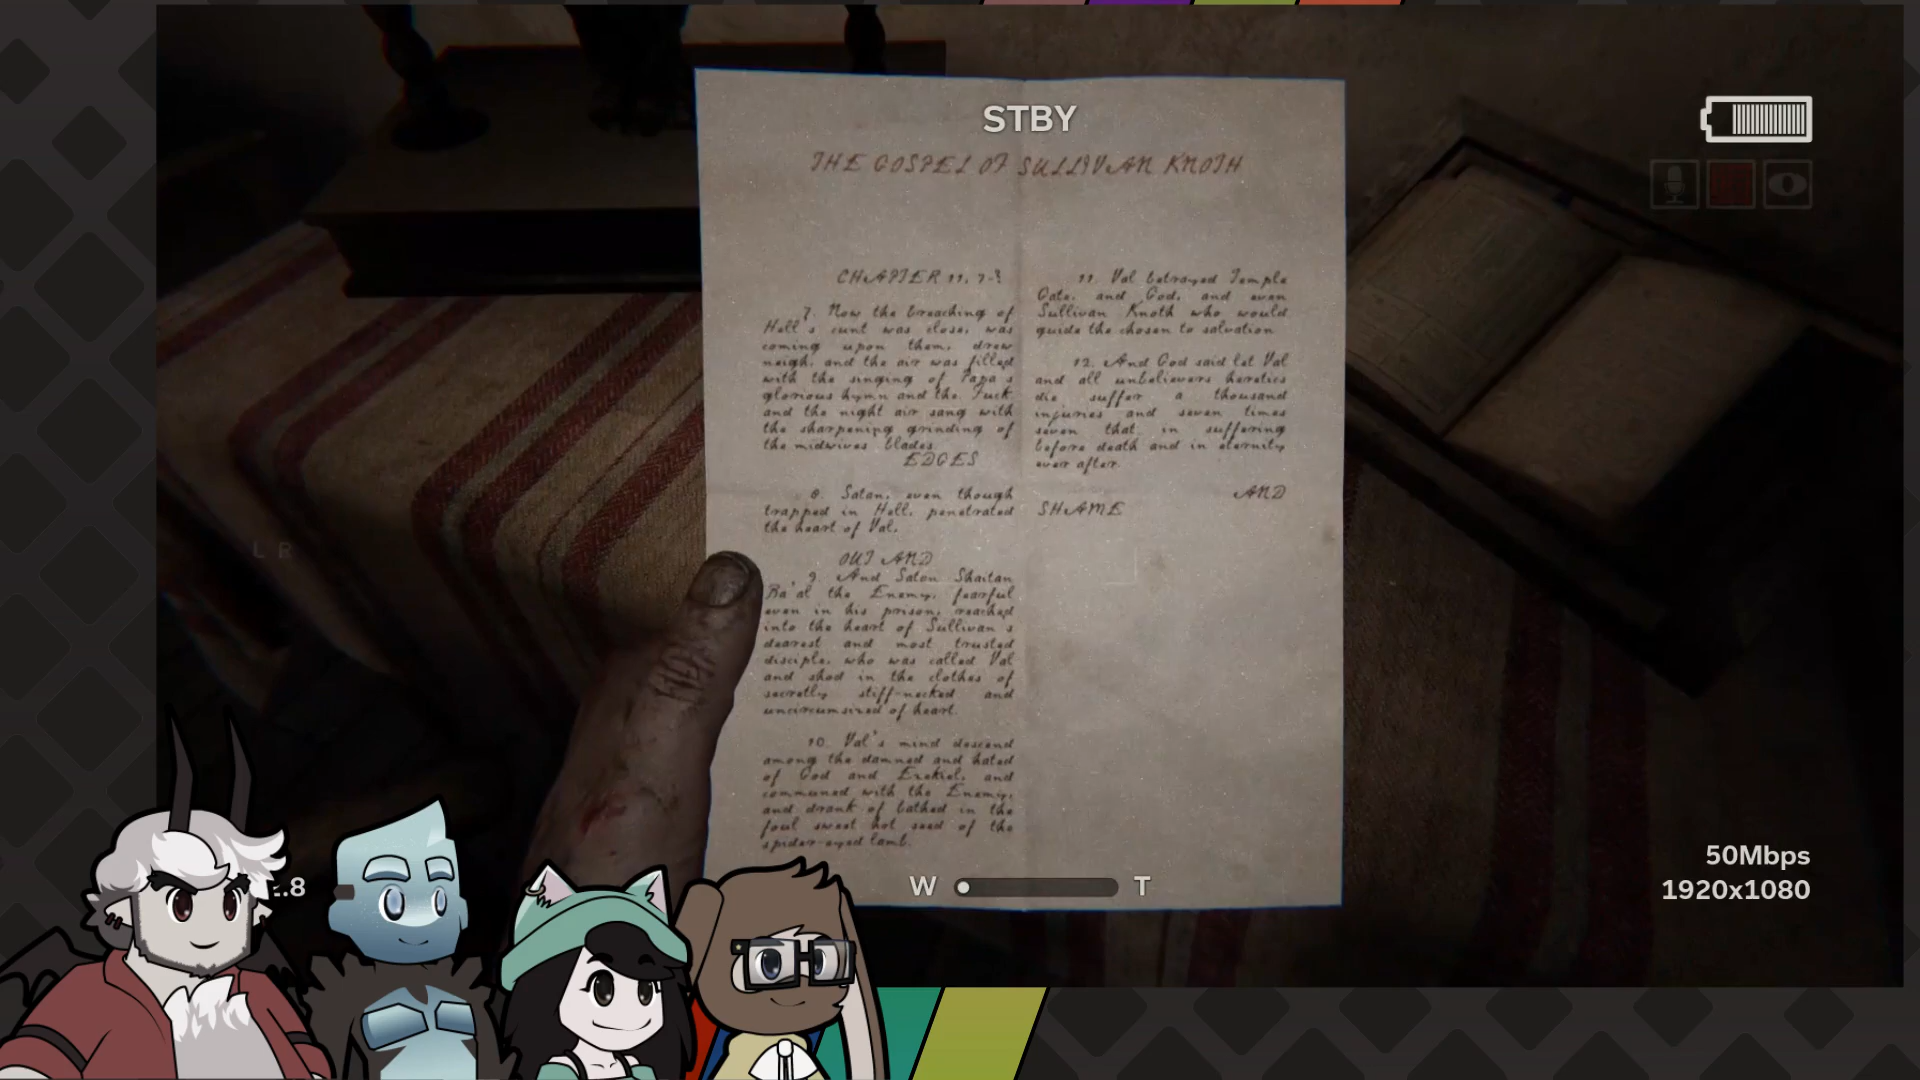 STBY
THE GOSPEL OF SULLIVAN KNOTH
CHAPTER 11, 7-3
7. Now the breaching of
Hell's cunt was close, was
coming upon them, drew
neigh, and the air was filled
with the singing of Papa's
glorious hymn and the Fuck
and the night air sang with
the sharpening grinding of
the midwives blades
EDGES
8. Satan, even though
trapped in Hell, penetrated
the heart of Val.
OUT AND
9. And Satan Shaitan
Ba'al the Enemy, fearful
even in his prison, reached
into the heart of Sullivan's
dearest and most trusted
disciple, who was called Val
and shod in the clothes of
secretly stiff-necked and
uncircumsized of heart.
10. Val's mind descend
among the damned and hated
of God and Ezekiel, and
communed with the Enemy,
and drank of bathed in the
foul sweet hot seed of the
spider-eyed lamb.
11. Val betrayed Temple
Gate, and God, and even
Sullivan Knoth who would
guide the chosen to salvation
12. And God said let Val
and all unbelievers heretics
die suffer a thousand
injuries and seven times
seven that in suffering
before death and in eternity
ever after.
AND
SHAME
L R
.8
W T
50Mbps
1920x1080